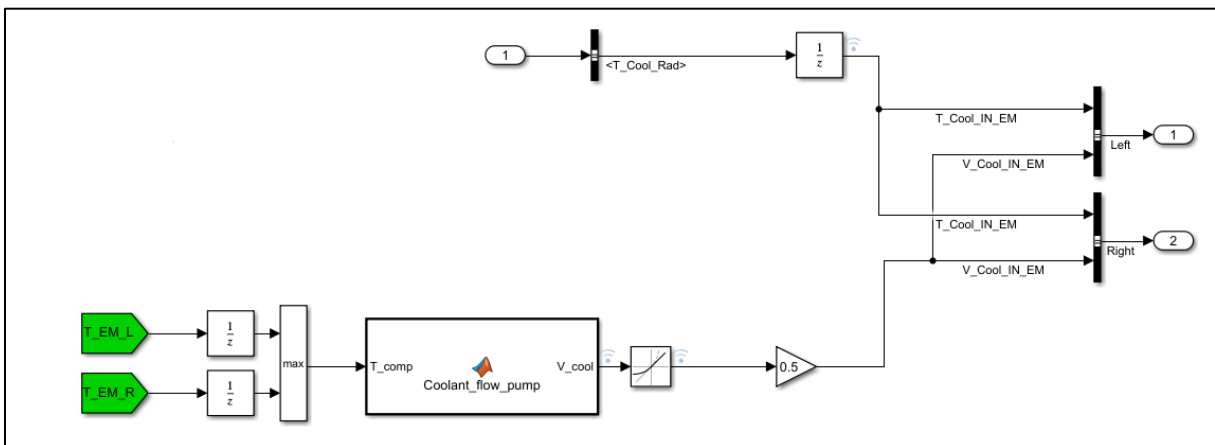 1
<T_Cool_Rad>
1
z
T_Cool_IN_EM
V_Cool_IN_EM
Left
1
T_Cool_IN_EM
V_Cool_IN_EM
Right
2
T_EM_L
1
z
T_EM_R
1
z
max
T_comp
V_cool
Coolant_flow_pump
0.5